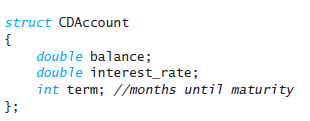 struct CDAccount
{
    double balance;
    double interest_rate;
    int term; //months until maturity
};